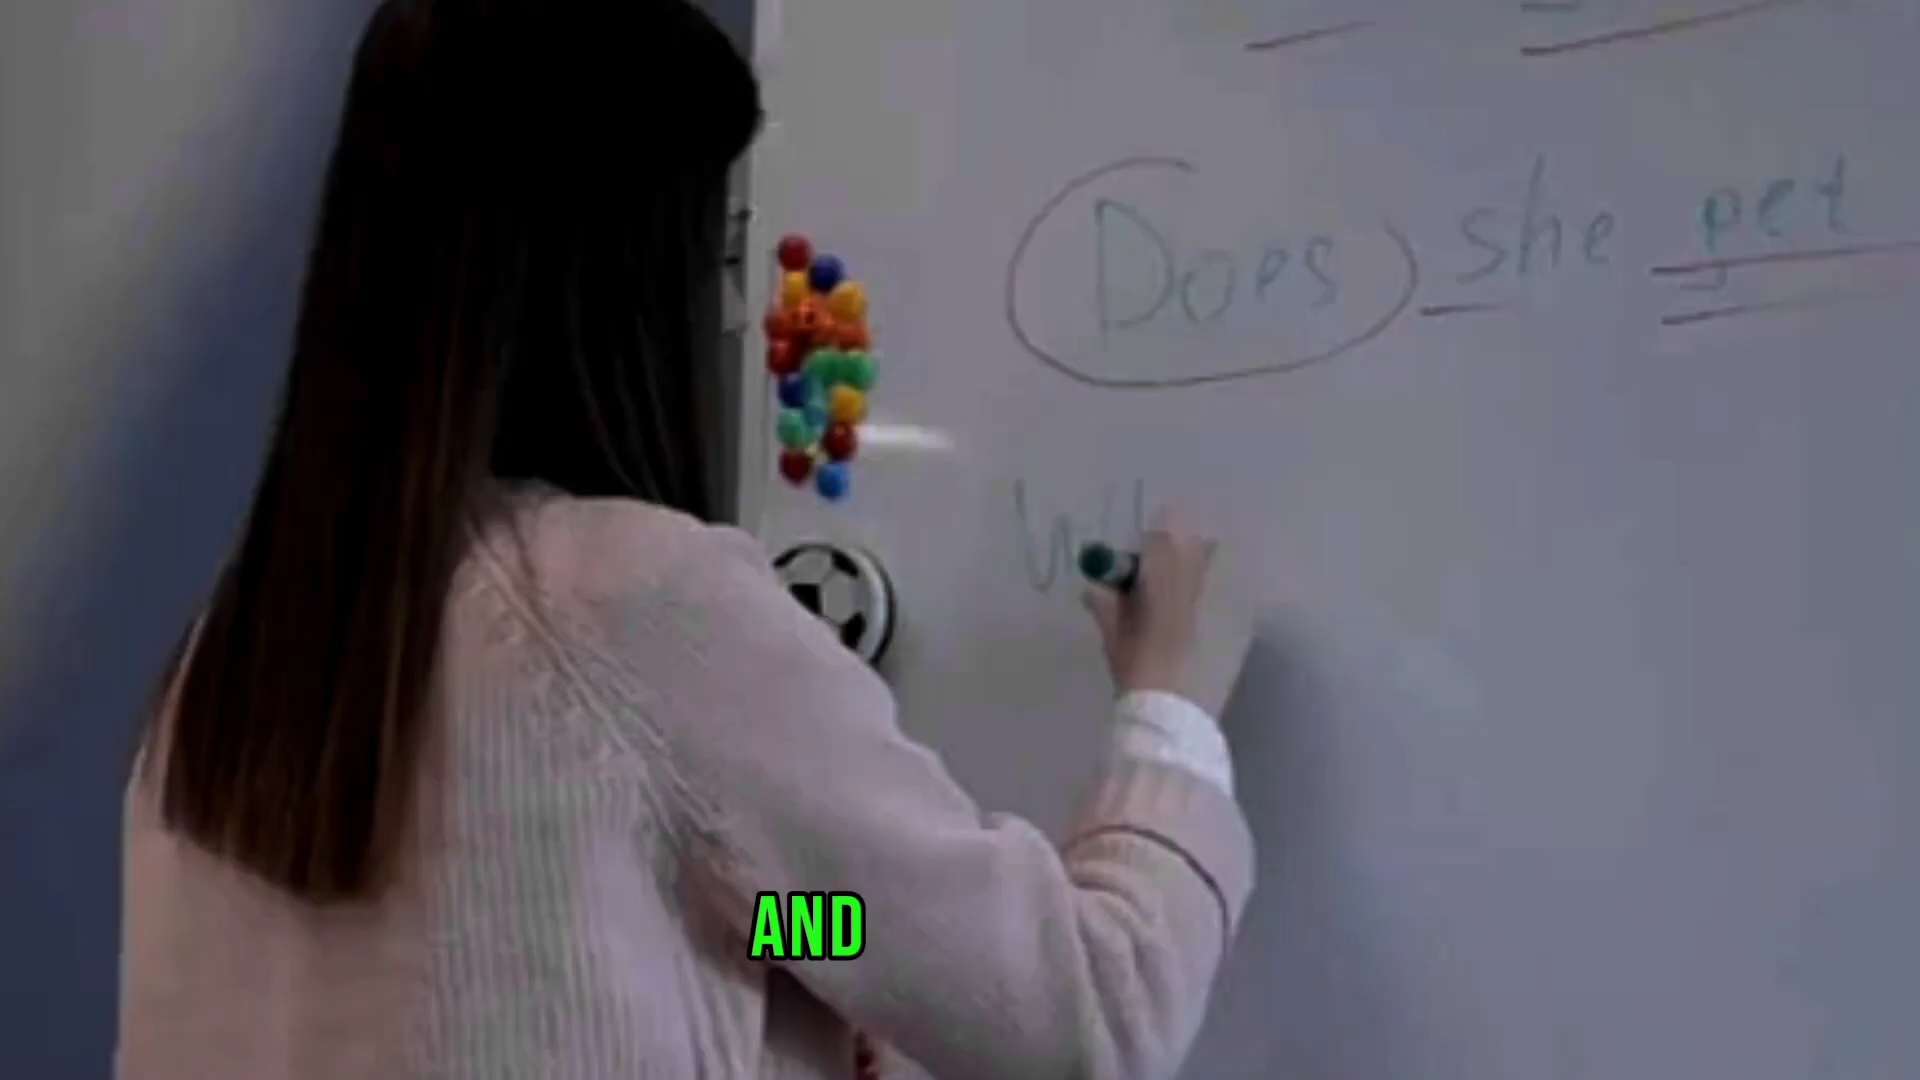 Does she pet
Wh
AND